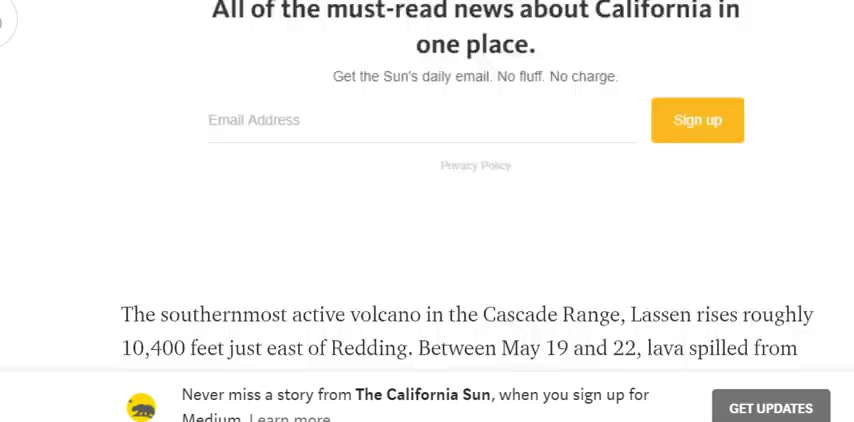 All of the must-read news about California in
one place.
Get the Sun's daily email. No fluff. No charge.
Email Address
Sign up
Privacy Policy
The southernmost active volcano in the Cascade Range, Lassen rises roughly
10,400 feet just east of Redding. Between May 19 and 22, lava spilled from
Never miss a story from The California Sun, when you sign up for
Medium. Learn more
GET UPDATES